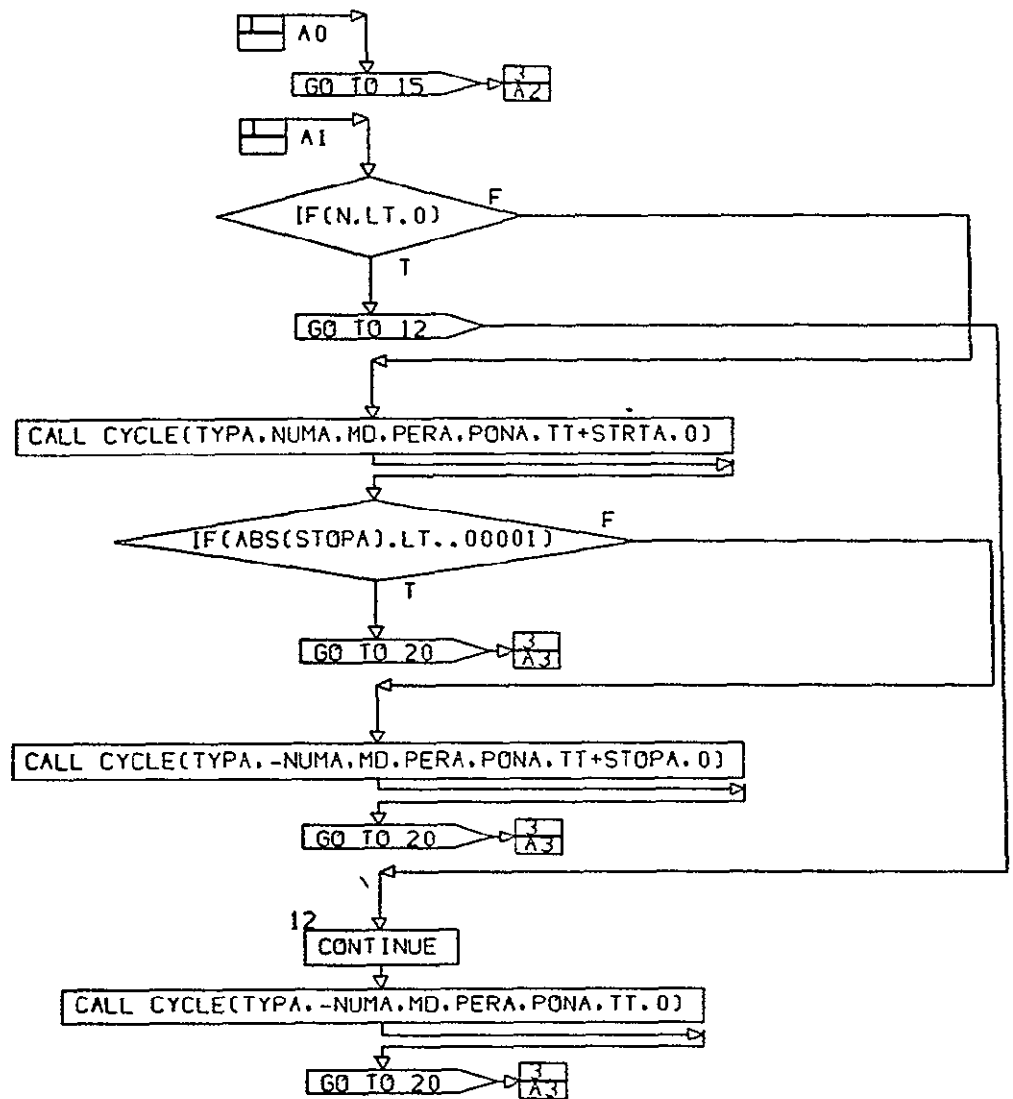 1 A0
GO TO 15
3
A2
1 A1
IF(N.LT.0)
F
T
GO TO 12
CALL CYCLE(TYPA,NUMA,MD,PERA,PONA,TT+STRTA,0)
IF(ABS(STOPA).LT..00001)
F
T
GO TO 20
3
A3
CALL CYCLE(TYPA,-NUMA,MD,PERA,PONA,TT+STOPA,0)
GO TO 20
3
A3
12
CONTINUE
CALL CYCLE(TYPA,-NUMA,MD,PERA,PONA,TT,0)
GO TO 20
3
A3